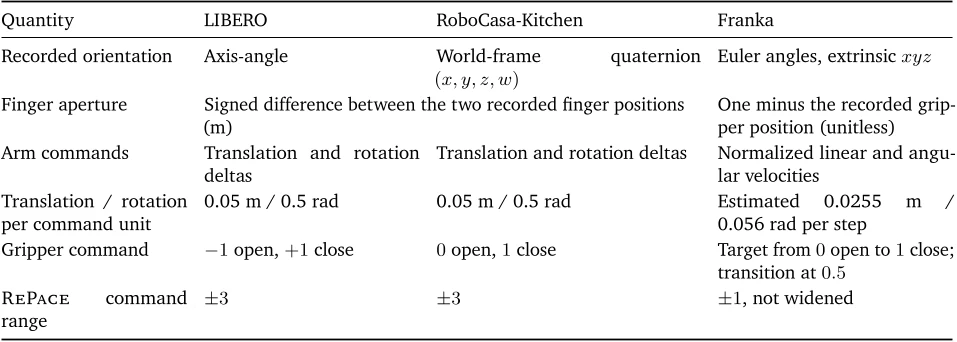 Quantity LIBERO RoboCasa-Kitchen Franka
Recorded orientation Axis-angle World-frame quaternion Euler angles, extrinsic xyz
(x, y, z, w)
Finger aperture Signed difference between the two recorded finger positions One minus the recorded grip-
(m) per position (unitless)
Arm commands Translation and rotation Translation and rotation deltas Normalized linear and angu-
deltas lar velocities
Translation / rotation 0.05 m / 0.5 rad 0.05 m / 0.5 rad Estimated 0.0255 m /
per command unit 0.056 rad per step
Gripper command −1 open, +1 close 0 open, 1 close Target from 0 open to 1 close;
transition at 0.5
RePace command ±3 ±3 ±1, not widened
range